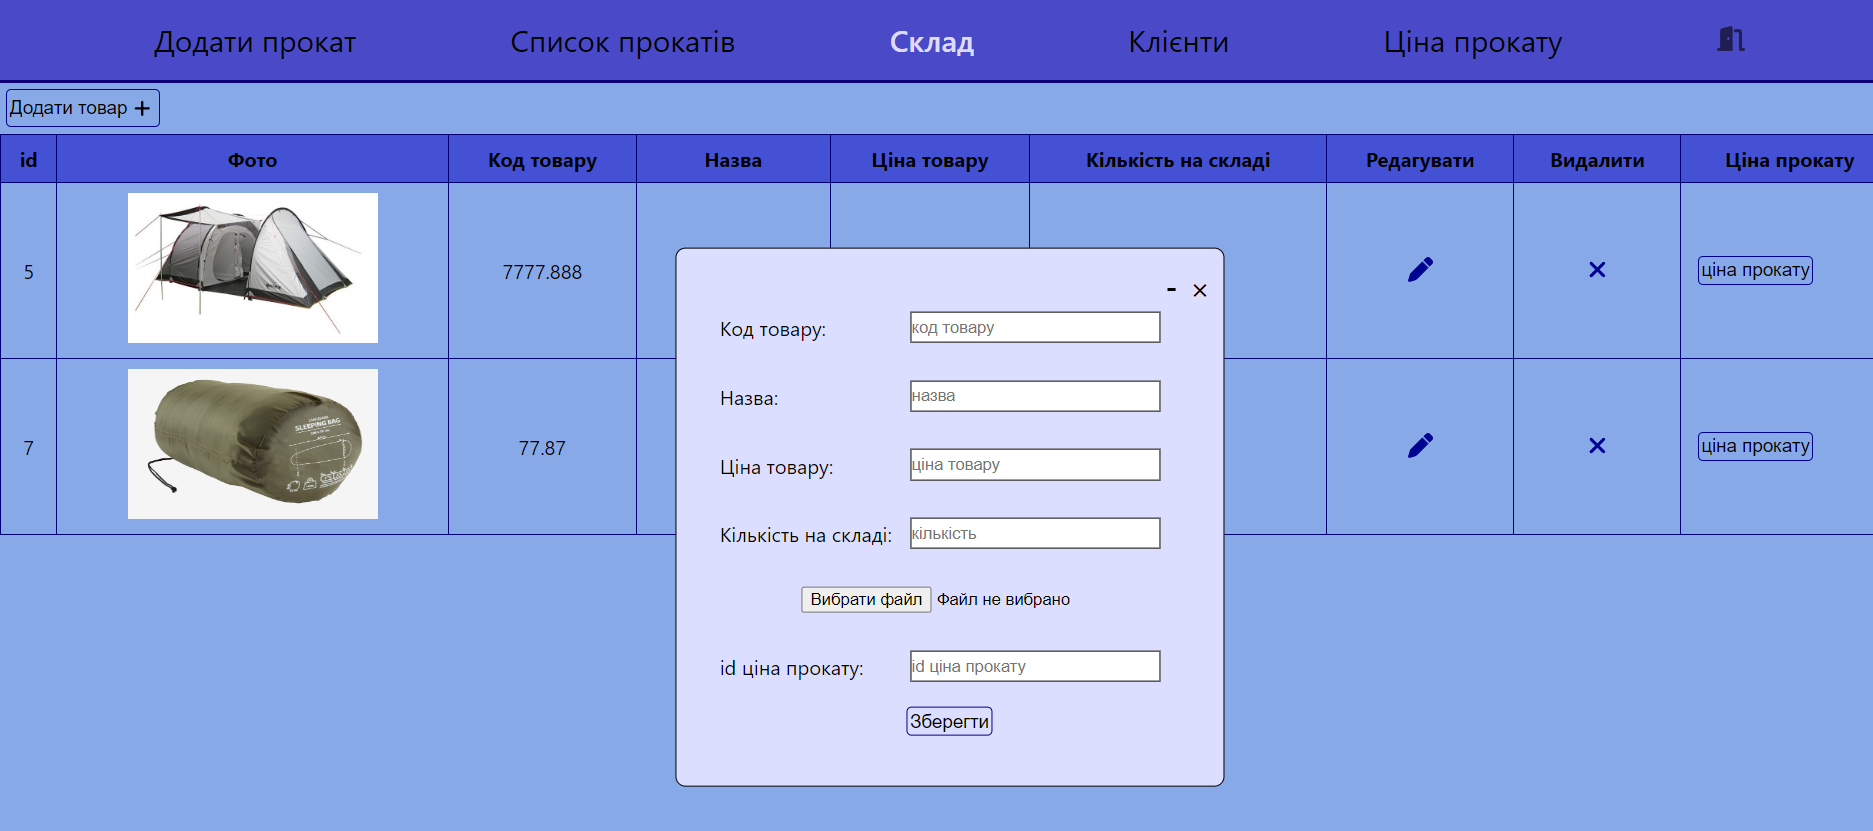 Додати прокат Список прокатів Склад Клієнти Ціна прокату
Додати товар +
id Фото Код товару Назва Ціна товару Кількість на складі Редагувати Видалити Ціна прокату
5 7777.888 ціна прокату
SLEEPING BAG
7 77.87 ціна прокату
- ×
Код товару: код товару
Назва: назва
Ціна товару: ціна товару
Кількість на складі: кількість
Вибрати файл Файл не вибрано
id ціна прокату: id ціна прокату
Зберегти